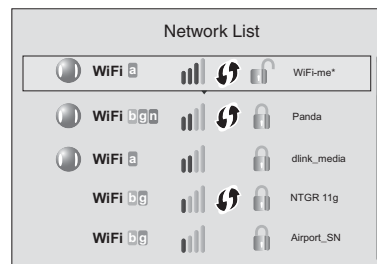 Network List
WiFi a WiFi-me*
WiFi bgn Panda
WiFi a dlink_media
WiFi bg NTGR 11g
WiFi bg Airport_SN